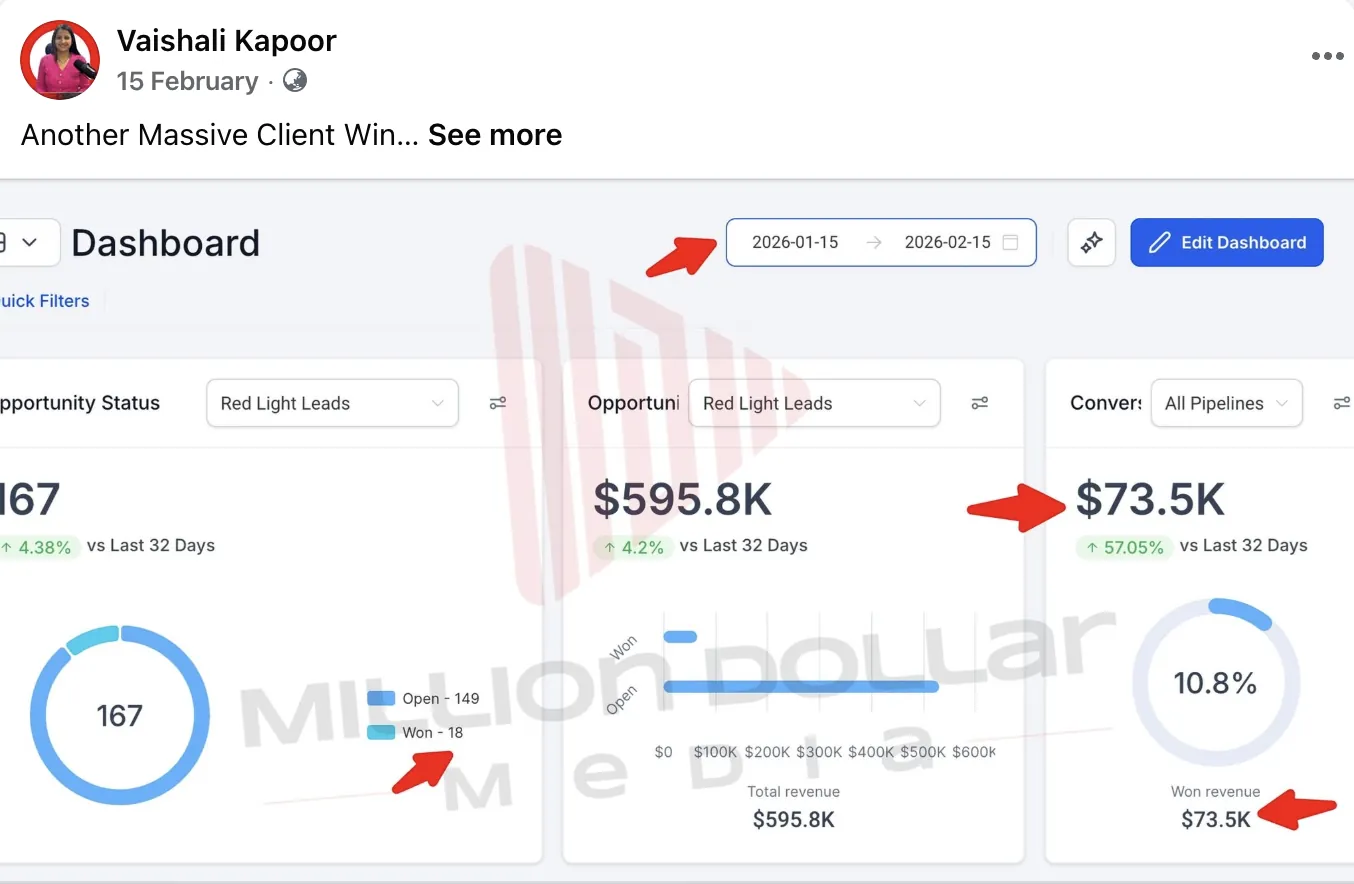 Vaishali Kapoor
15 February ·
Another Massive Client Win... See more
Dashboard
2026-01-15 → 2026-02-15
Edit Dashboard
uick Filters
pportunity Status
Red Light Leads
Opportuni
Red Light Leads
Convers
All Pipelines
167
$595.8K
$73.5K
↑ 4.38% vs Last 32 Days
↑ 4.2% vs Last 32 Days
↑ 57.05% vs Last 32 Days
167
Open - 149
Won - 18
Won
Open
$0 $100K $200K $300K $400K $500K $600K
Total revenue
$595.8K
10.8%
Won revenue
$73.5K
MILLION DOLLAR
MEDIA